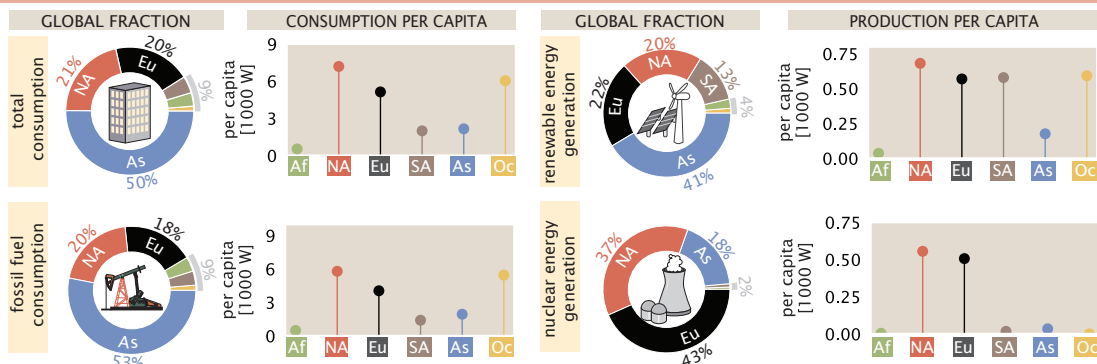 GLOBAL FRACTION
CONSUMPTION PER CAPITA
GLOBAL FRACTION
PRODUCTION PER CAPITA
total
consumption
21%
20%
9%
50%
NA
Eu
As
per capita
[1000 W]
9
6
3
0
Af NA Eu SA As Oc
renewable energy
generation
22%
20%
13%
4%
41%
Eu
NA
SA
As
per capita
[1000 W]
0.75
0.50
0.25
0.00
Af NA Eu SA As Oc
fossil fuel
consumption
20%
18%
9%
53%
NA
Eu
As
per capita
[1000 W]
9
6
3
0
Af NA Eu SA As Oc
nuclear energy
generation
37%
18%
2%
43%
NA
As
Eu
per capita
[1000 W]
0.75
0.50
0.25
0.00
Af NA Eu SA As Oc